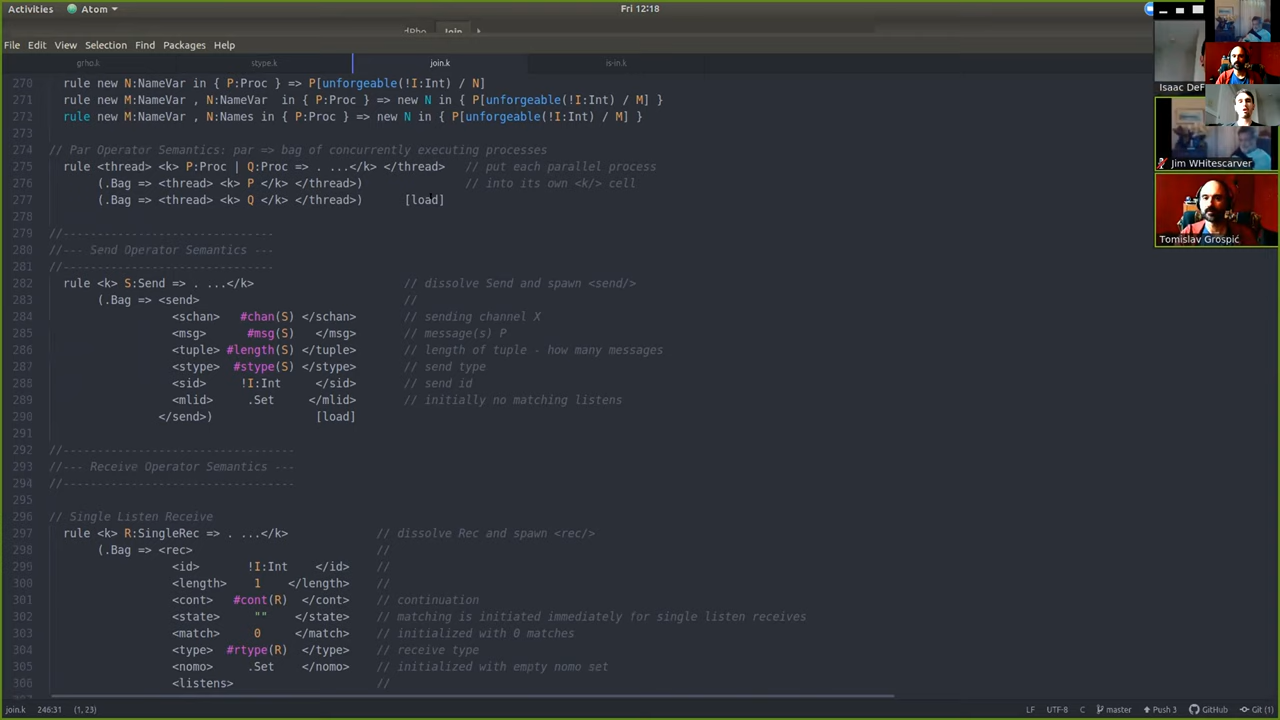 Activities Atom Fri 12:18
Join
File Edit View Selection Find Packages Help
grho.k stype.k join.k is-in.k
270 rule new N:NameVar in { P:Proc } => P[unforgeable(!I:Int) / N]
271 rule new M:NameVar , N:NameVar in { P:Proc } => new N in { P[unforgeable(!I:Int) / M] }
272 rule new M:NameVar , N:Names in { P:Proc } => new N in { P[unforgeable(!I:Int) / M] }
273
274 // Par Operator Semantics: par => bag of concurrently executing processes
275 rule <thread> <k> P:Proc | Q:Proc => . ...</k> </thread> // put each parallel process
276 (.Bag => <thread> <k> P </k> </thread>) // into its own <k/> cell
277 (.Bag => <thread> <k> Q </k> </thread>) [load]
278
279 //------------------------------
280 //--- Send Operator Semantics ---
281 //------------------------------
282 rule <k> S:Send => . ...</k> // dissolve Send and spawn <send/>
283 (.Bag => <send> //
284 <schan> #chan(S) </schan> // sending channel X
285 <msg> #msg(S) </msg> // message(s) P
286 <tuple> #length(S) </tuple> // length of tuple - how many messages
287 <stype> #stype(S) </stype> // send type
288 <sid> !I:Int </sid> // send id
289 <mlid> .Set </mlid> // initially no matching listens
290 </send>) [load]
291
292 //---------------------------------
293 //--- Receive Operator Semantics ---
294 //---------------------------------
295
296 // Single Listen Receive
297 rule <k> R:SingleRec => . ...</k> // dissolve Rec and spawn <rec/>
298 (.Bag => <rec> //
299 <id> !I:Int </id> //
300 <length> 1 </length> //
301 <cont> #cont(R) </cont> // continuation
302 <state> "" </state> // matching is initiated immediately for single listen receives
303 <match> 0 </match> // initialized with 0 matches
304 <type> #rtype(R) </type> // receive type
305 <nomo> .Set </nomo> // initialized with empty nomo set
306 <listens> //
join.k 246:31 (1, 23) LF UTF-8 C master Push 3 GitHub Git (1)
Isaac DeF
Jim WHitescarver
Tomislav Grospić